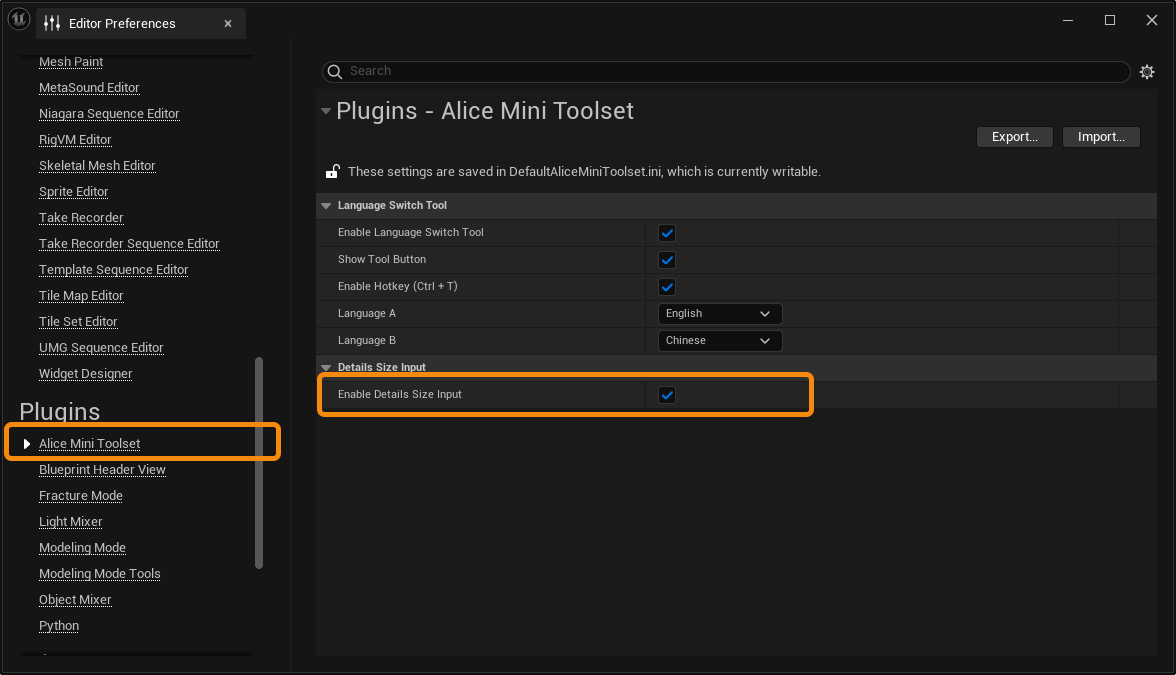 Editor Preferences
Mesh Paint
MetaSound Editor
Niagara Sequence Editor
RigVM Editor
Skeletal Mesh Editor
Sprite Editor
Take Recorder
Take Recorder Sequence Editor
Template Sequence Editor
Tile Map Editor
Tile Set Editor
UMG Sequence Editor
Widget Designer
Plugins
Alice Mini Toolset
Blueprint Header View
Fracture Mode
Light Mixer
Modeling Mode
Modeling Mode Tools
Object Mixer
Python
Search
Plugins - Alice Mini Toolset
Export... Import...
These settings are saved in DefaultAliceMiniToolset.ini, which is currently writable.
Language Switch Tool
Enable Language Switch Tool
Show Tool Button
Enable Hotkey (Ctrl + T)
Language A English
Language B Chinese
Details Size Input
Enable Details Size Input